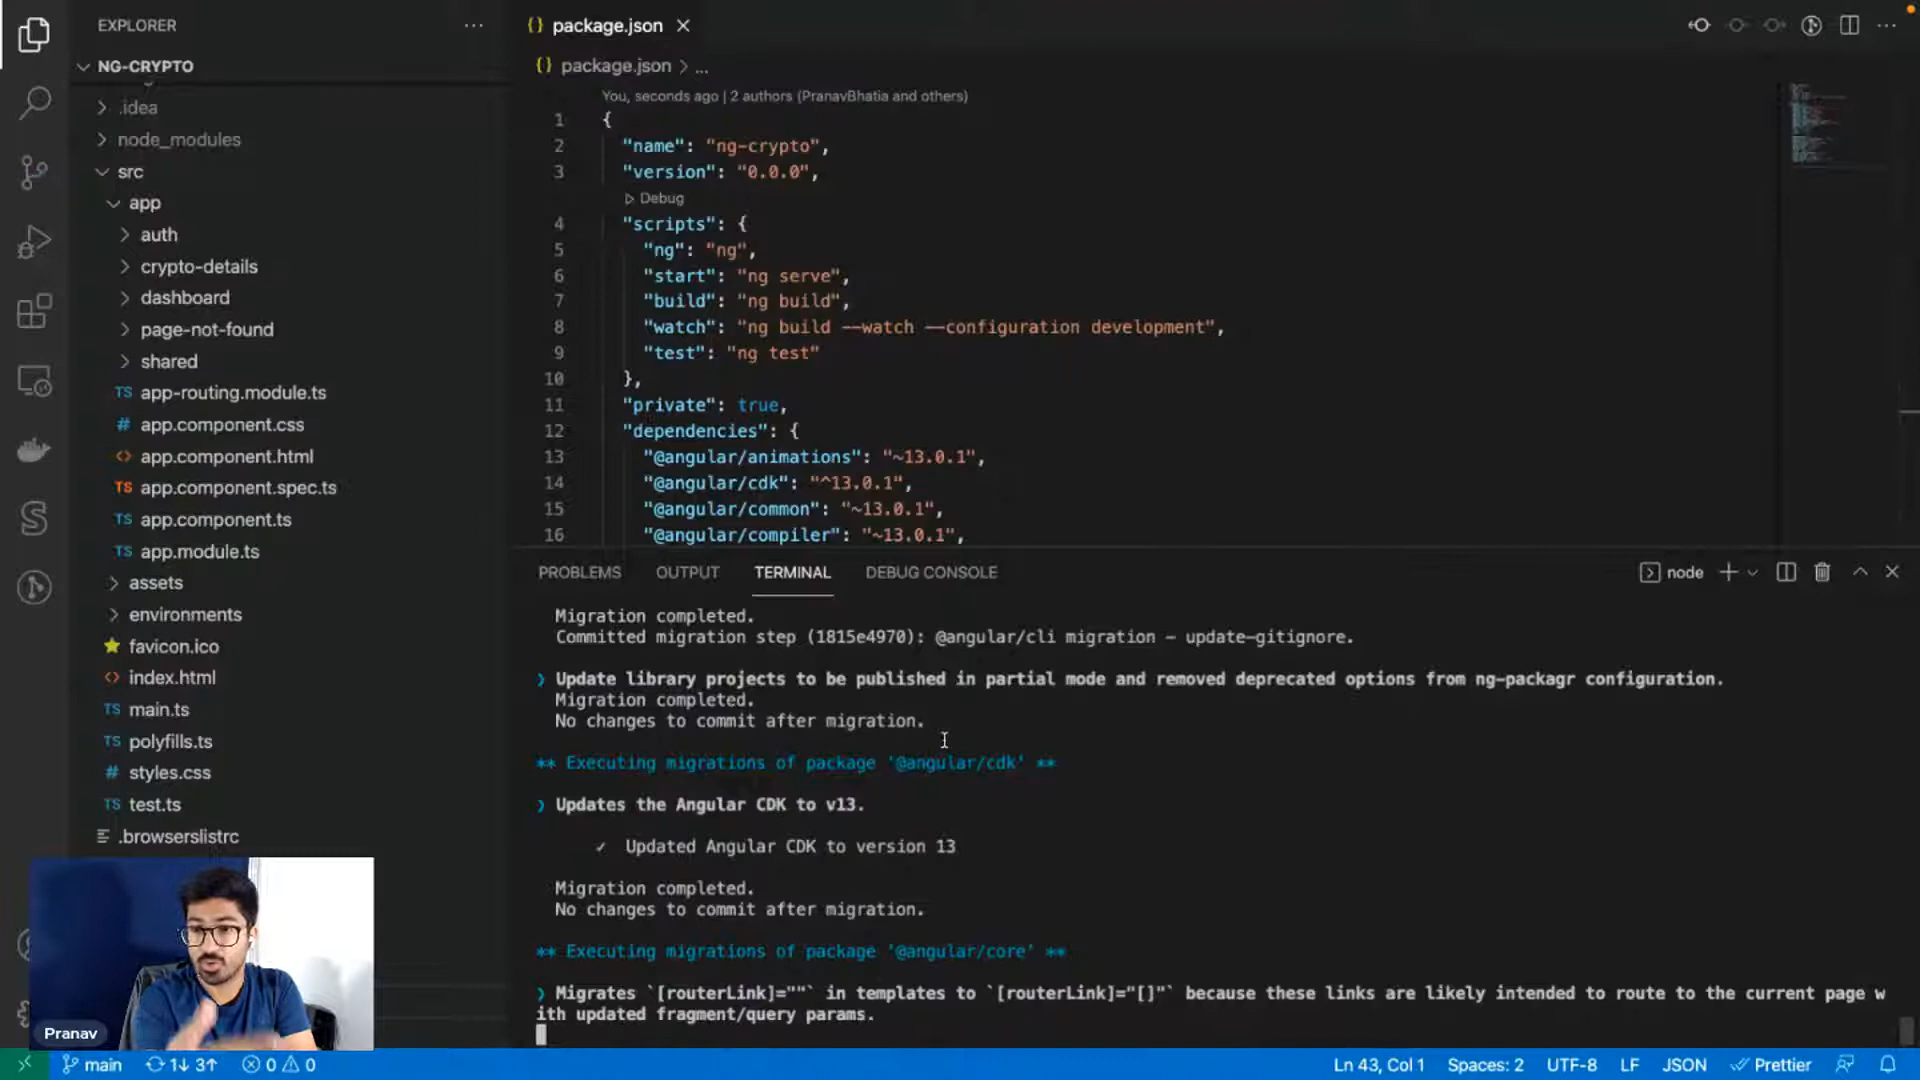 EXPLORER
NG-CRYPTO
.idea
node_modules
src
app
auth
crypto-details
dashboard
page-not-found
shared
TS app-routing.module.ts
# app.component.css
<> app.component.html
TS app.component.spec.ts
TS app.component.ts
TS app.module.ts
assets
environments
favicon.ico
<> index.html
TS main.ts
TS polyfills.ts
# styles.css
TS test.ts
.browserslistrc
Pranav
{} package.json
{} package.json > ...
You, seconds ago | 2 authors (PranavBhatia and others)
1 {
2 "name": "ng-crypto",
3 "version": "0.0.0",
Debug
4 "scripts": {
5 "ng": "ng",
6 "start": "ng serve",
7 "build": "ng build",
8 "watch": "ng build --watch --configuration development",
9 "test": "ng test"
10 },
11 "private": true,
12 "dependencies": {
13 "@angular/animations": "~13.0.1",
14 "@angular/cdk": "^13.0.1",
15 "@angular/common": "~13.0.1",
16 "@angular/compiler": "~13.0.1",
PROBLEMS OUTPUT TERMINAL DEBUG CONSOLE
node
Migration completed.
Committed migration step (1815e4970): @angular/cli migration - update-gitignore.
❯ Update library projects to be published in partial mode and removed deprecated options from ng-packagr configuration.
Migration completed.
No changes to commit after migration.
** Executing migrations of package '@angular/cdk' **
❯ Updates the Angular CDK to v13.
✓ Updated Angular CDK to version 13
Migration completed.
No changes to commit after migration.
** Executing migrations of package '@angular/core' **
❯ Migrates `[routerLink]=""` in templates to `[routerLink]="[]"` because these links are likely intended to route to the current page w
ith updated fragment/query params.
main 1↓ 3↑ 0 0
Ln 43, Col 1 Spaces: 2 UTF-8 LF JSON Prettier